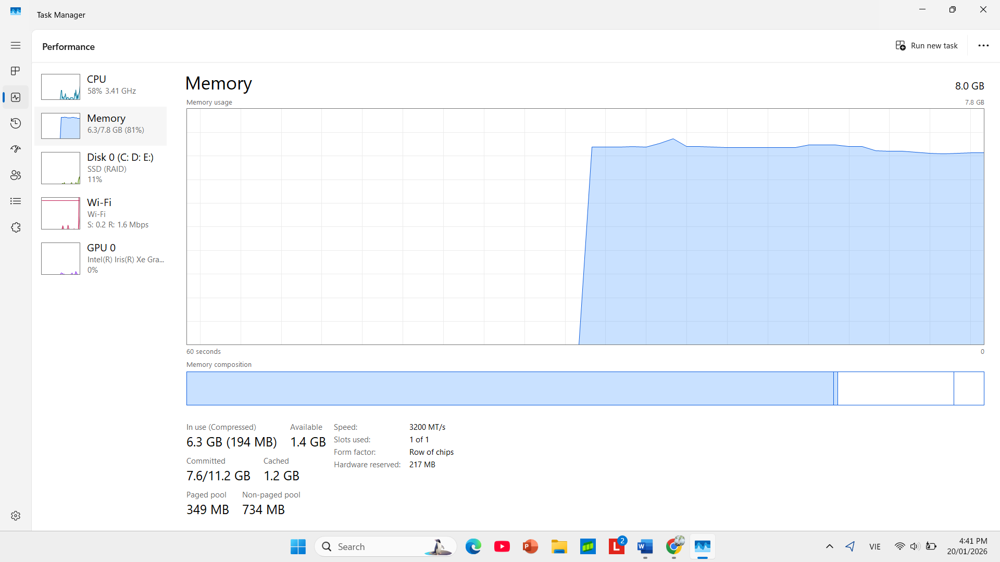 Task Manager
Performance
Run new task
CPU
58% 3.41 GHz
Memory
6.3/7.8 GB (81%)
Disk 0 (C: D: E:)
SSD (RAID)
11%
Wi-Fi
Wi-Fi
S: 0.2 R: 1.6 Mbps
GPU 0
Intel(R) Iris(R) Xe Gra...
0%
Memory
8.0 GB
Memory usage
7.8 GB
60 seconds
0
Memory composition
In use (Compressed)
6.3 GB (194 MB)
Available
1.4 GB
Committed
7.6/11.2 GB
Cached
1.2 GB
Paged pool
349 MB
Non-paged pool
734 MB
Speed: 3200 MT/s
Slots used: 1 of 1
Form factor: Row of chips
Hardware reserved: 217 MB
Search
P
L
2
W
VIE
4:41 PM
20/01/2026